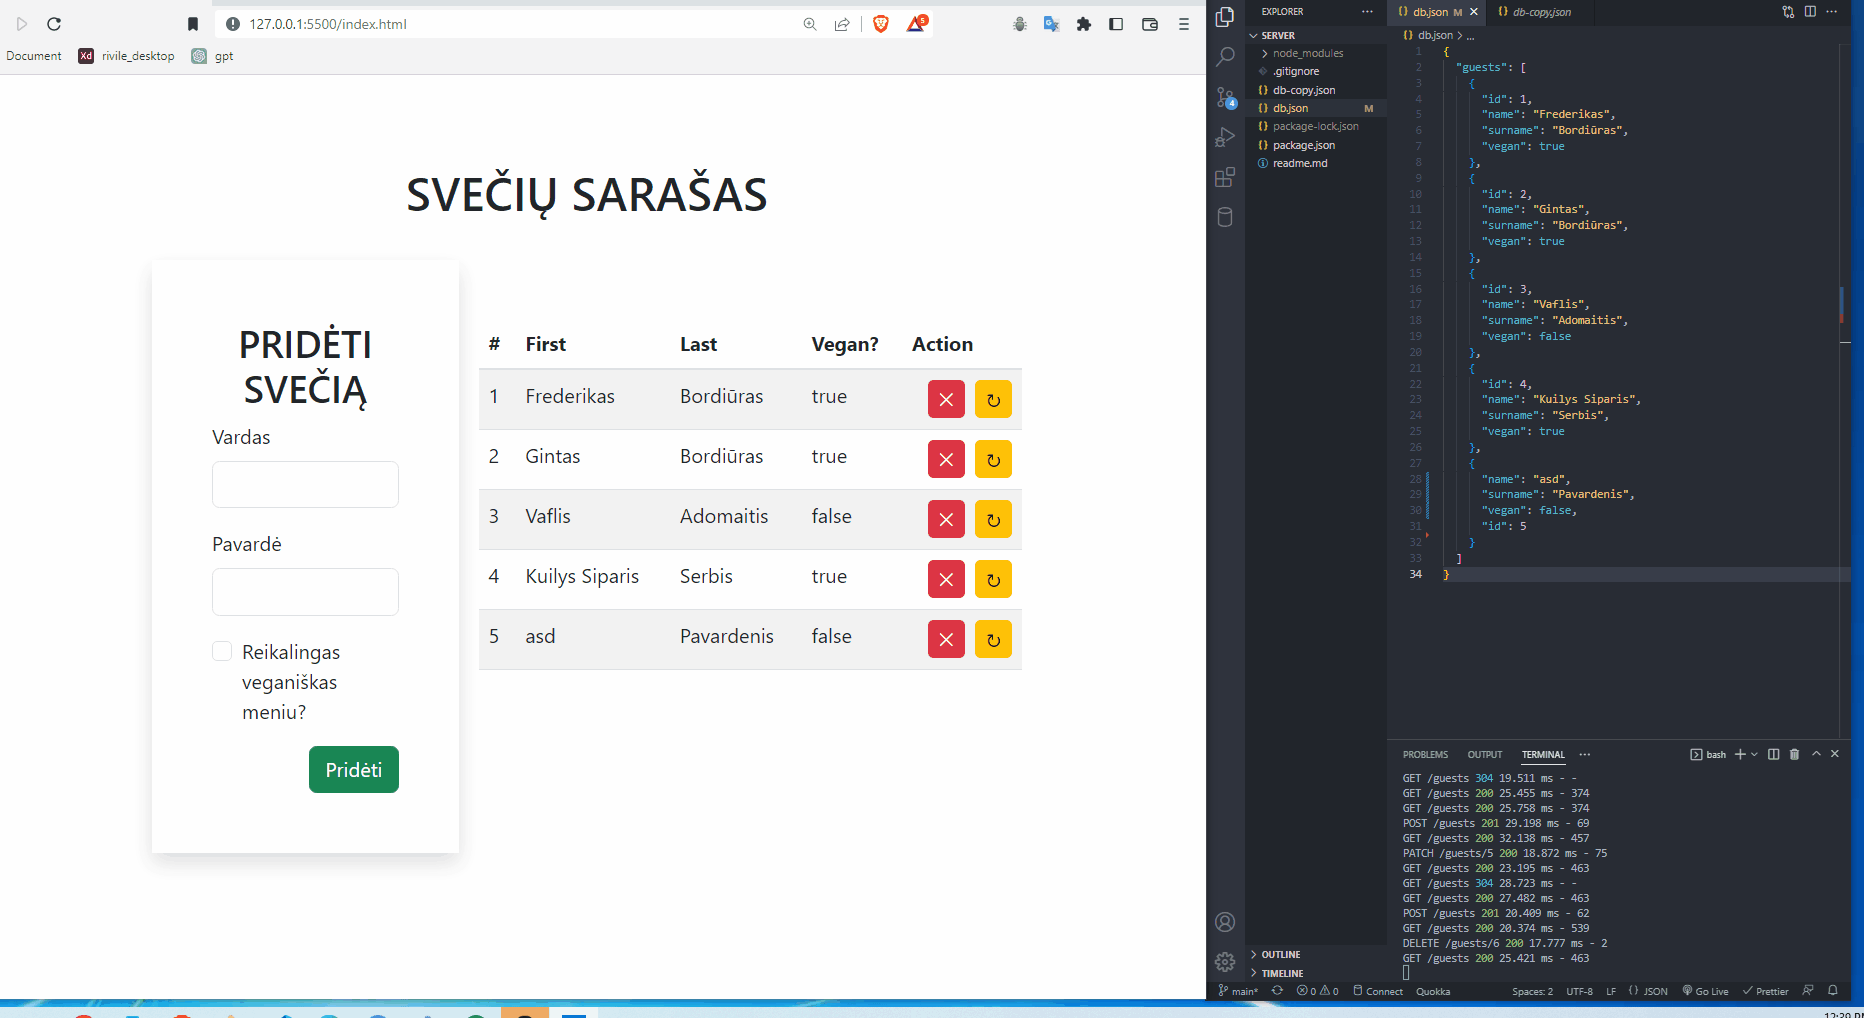 127.0.0.1:5500/index.html
5
Document
Xd
rivile_desktop
gpt
SVEČIŲ SARAŠAS
PRIDĖTI
SVEČIĄ
Vardas
Pavardė
Reikalingas
veganiškas
meniu?
Pridėti
# First Last Vegan? Action
1 Frederikas Bordiūras true
2 Gintas Bordiūras true
3 Vaflis Adomaitis false
4 Kuilys Siparis Serbis true
5 asd Pavardenis false
EXPLORER
SERVER
node_modules
.gitignore
db-copy.json
db.json M
package-lock.json
package.json
readme.md
4
OUTLINE
TIMELINE
db.json M
db-copy.json
db.json > ...
1 {
2 "guests": [
3 {
4 "id": 1,
5 "name": "Frederikas",
6 "surname": "Bordiūras",
7 "vegan": true
8 },
9 {
10 "id": 2,
11 "name": "Gintas",
12 "surname": "Bordiūras",
13 "vegan": true
14 },
15 {
16 "id": 3,
17 "name": "Vaflis",
18 "surname": "Adomaitis",
19 "vegan": false
20 },
21 {
22 "id": 4,
23 "name": "Kuilys Siparis",
24 "surname": "Serbis",
25 "vegan": true
26 },
27 {
28 "name": "asd",
29 "surname": "Pavardenis",
30 "vegan": false,
31 "id": 5
32 }
33 ]
34 }
PROBLEMS OUTPUT TERMINAL ... bash
GET /guests 304 19.511 ms - -
GET /guests 200 25.455 ms - 374
GET /guests 200 25.758 ms - 374
POST /guests 201 29.198 ms - 69
GET /guests 200 32.138 ms - 457
PATCH /guests/5 200 18.872 ms - 75
GET /guests 200 23.195 ms - 463
GET /guests 304 28.723 ms - -
GET /guests 200 27.482 ms - 463
POST /guests 201 20.409 ms - 62
GET /guests 200 20.374 ms - 539
DELETE /guests/6 200 17.777 ms - 2
GET /guests 200 25.421 ms - 463
main* 0 0 Connect Quokka Spaces: 2 UTF-8 LF {} JSON Go Live Prettier